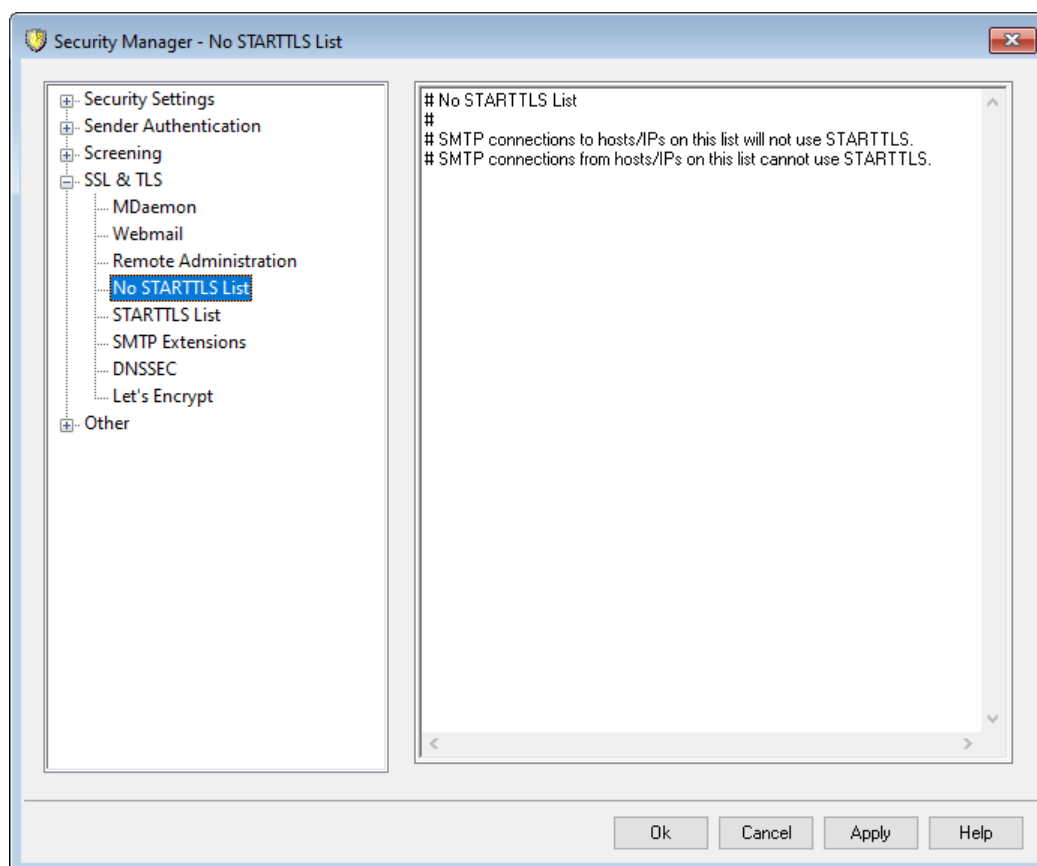 Security Manager - No STARTTLS List
Security Settings
Sender Authentication
Screening
SSL & TLS
MDaemon
Webmail
Remote Administration
No STARTTLS List
STARTTLS List
SMTP Extensions
DNSSEC
Let's Encrypt
Other
# No STARTTLS List
#
# SMTP connections to hosts/IPs on this list will not use STARTTLS.
# SMTP connections from hosts/IPs on this list cannot use STARTTLS.
Ok
Cancel
Apply
Help